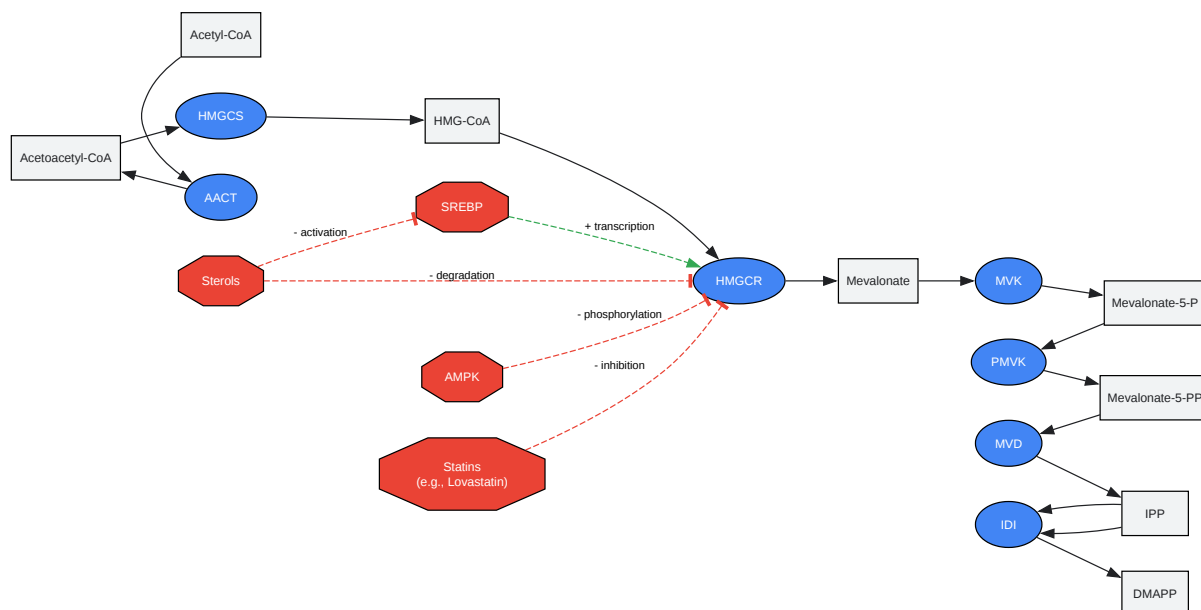 Acetyl-CoA
HMGCS
HMG-CoA
Acetoacetyl-CoA
AACT
SREBP
+ transcription
- activation
Sterols
- degradation
HMGCR
Mevalonate
MVK
Mevalonate-5-P
- phosphorylation
AMPK
- inhibition
PMVK
Mevalonate-5-PP
MVD
Statins
(e.g., Lovastatin)
IPP
IDI
DMAPP